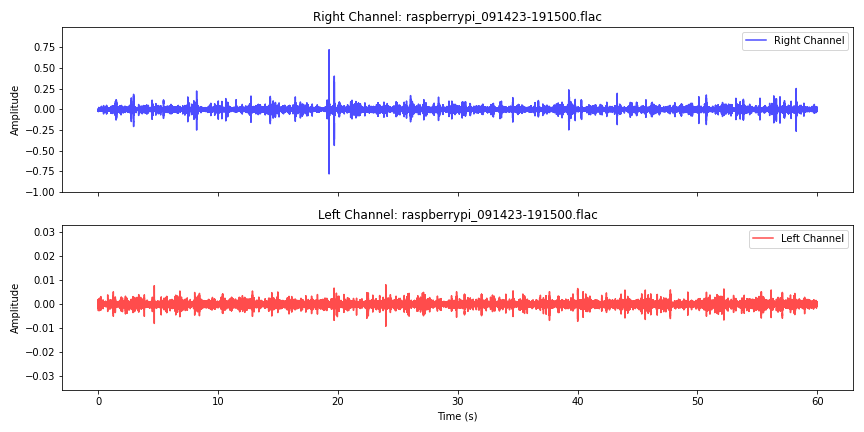 Right Channel: raspberrypi_091423-191500.flac
Right Channel
Amplitude
0.75
0.50
0.25
0.00
−0.25
−0.50
−0.75
−1.00
Left Channel: raspberrypi_091423-191500.flac
Left Channel
Amplitude
0.03
0.02
0.01
0.00
−0.01
−0.02
−0.03
0 10 20 30 40 50 60
Time (s)